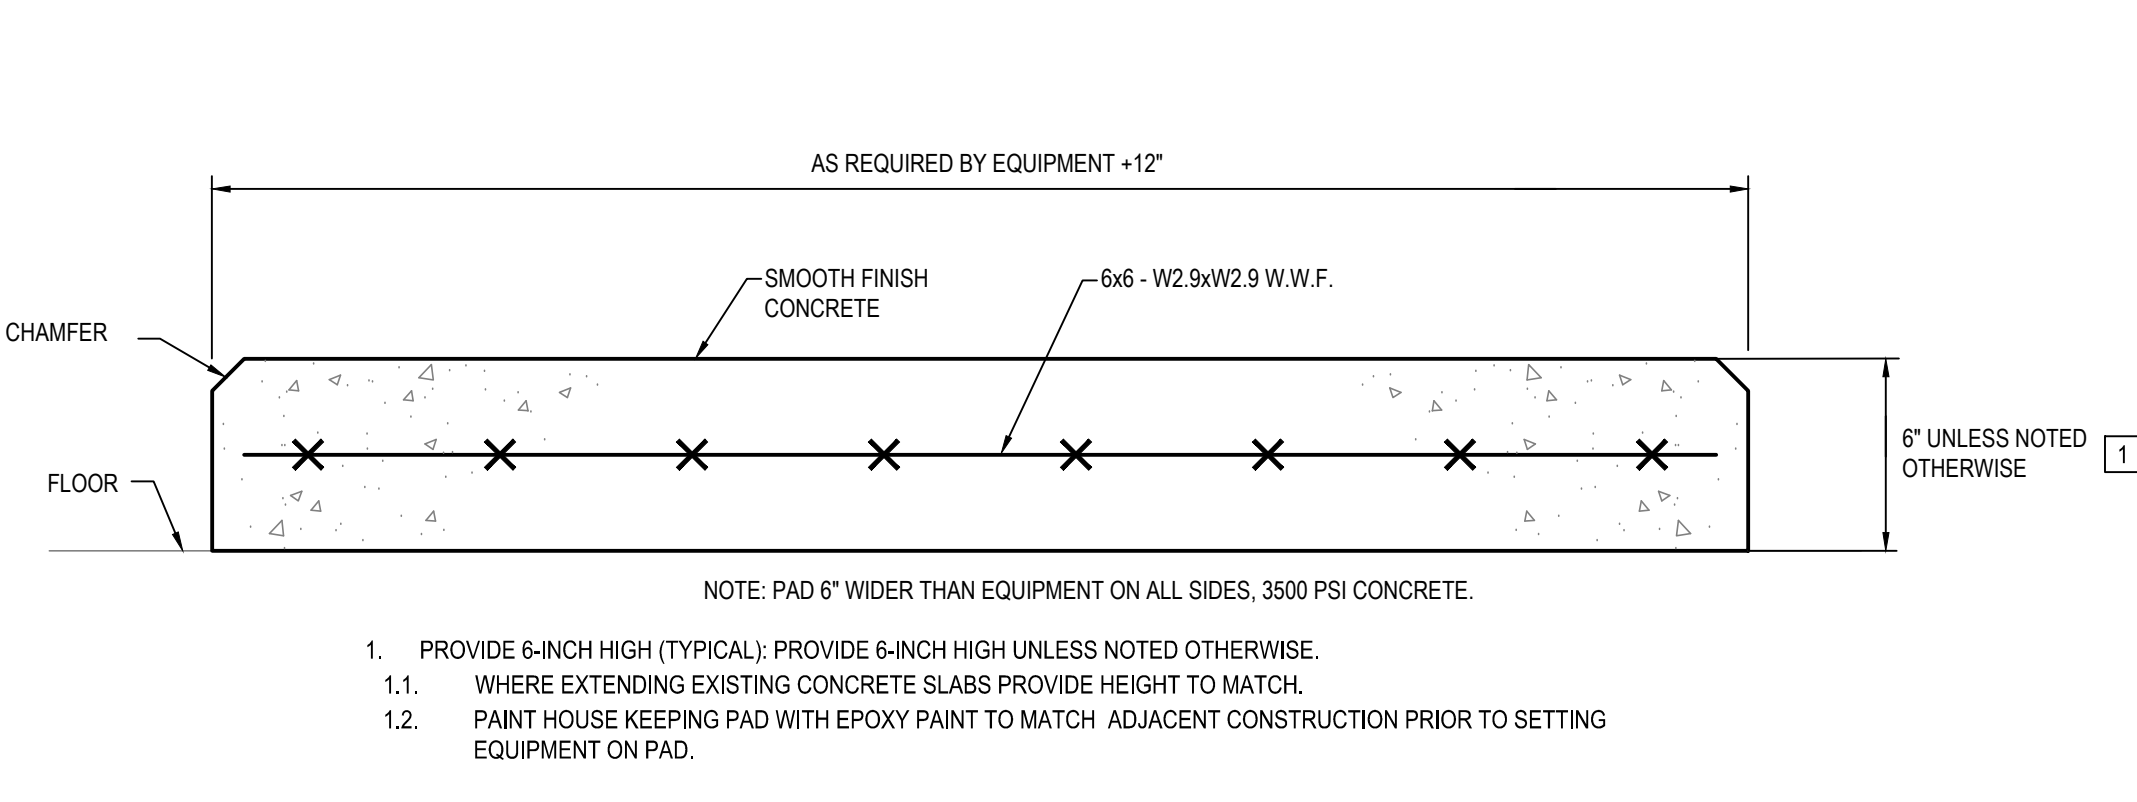 AS REQUIRED BY EQUIPMENT +12"
SMOOTH FINISH
CONCRETE
6x6 - W2.9xW2.9 W.W.F.
CHAMFER
6" UNLESS NOTED
OTHERWISE
1
FLOOR
NOTE: PAD 6" WIDER THAN EQUIPMENT ON ALL SIDES, 3500 PSI CONCRETE.
1. PROVIDE 6-INCH HIGH (TYPICAL): PROVIDE 6-INCH HIGH UNLESS NOTED OTHERWISE.
1.1. WHERE EXTENDING EXISTING CONCRETE SLABS PROVIDE HEIGHT TO MATCH.
1.2. PAINT HOUSE KEEPING PAD WITH EPOXY PAINT TO MATCH ADJACENT CONSTRUCTION PRIOR TO SETTING
EQUIPMENT ON PAD.